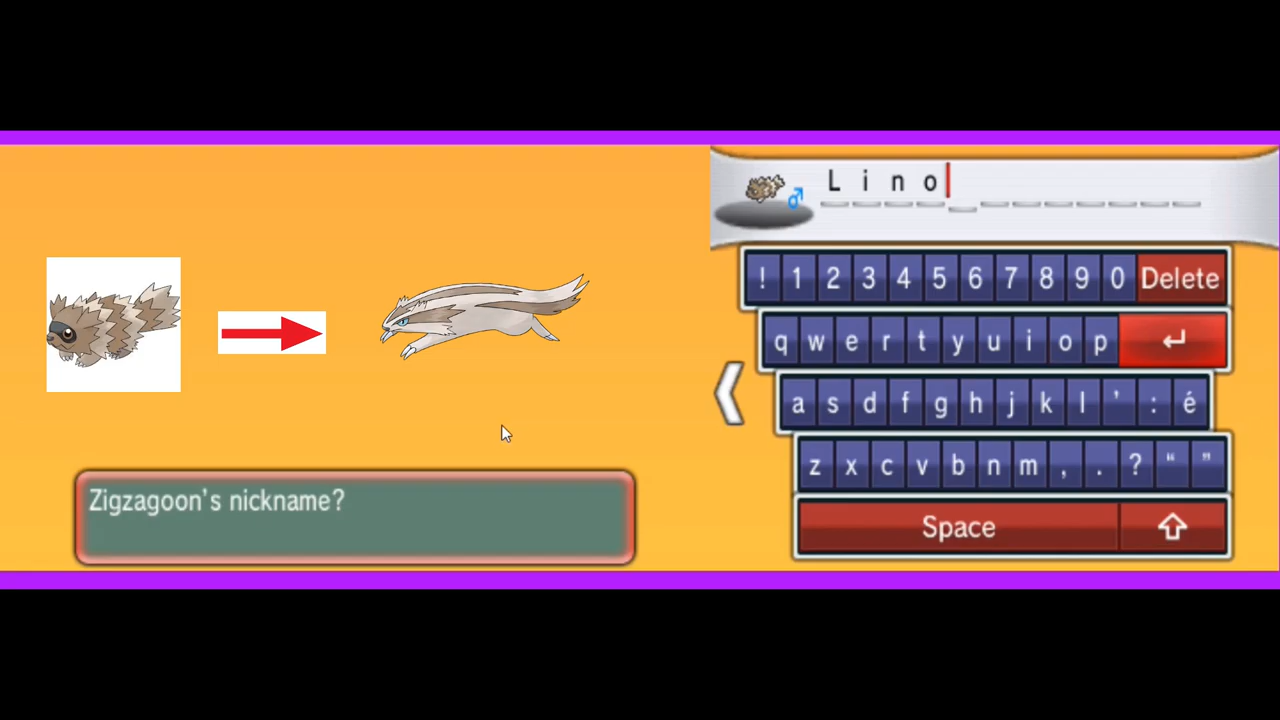 L i n o
! 1 2 3 4 5 6 7 8 9 0 Delete
q w e r t y u i o p
a s d f g h j k l ' : é
z x c v b n m , . ? “ ”
Space
Zigzagoon's nickname?